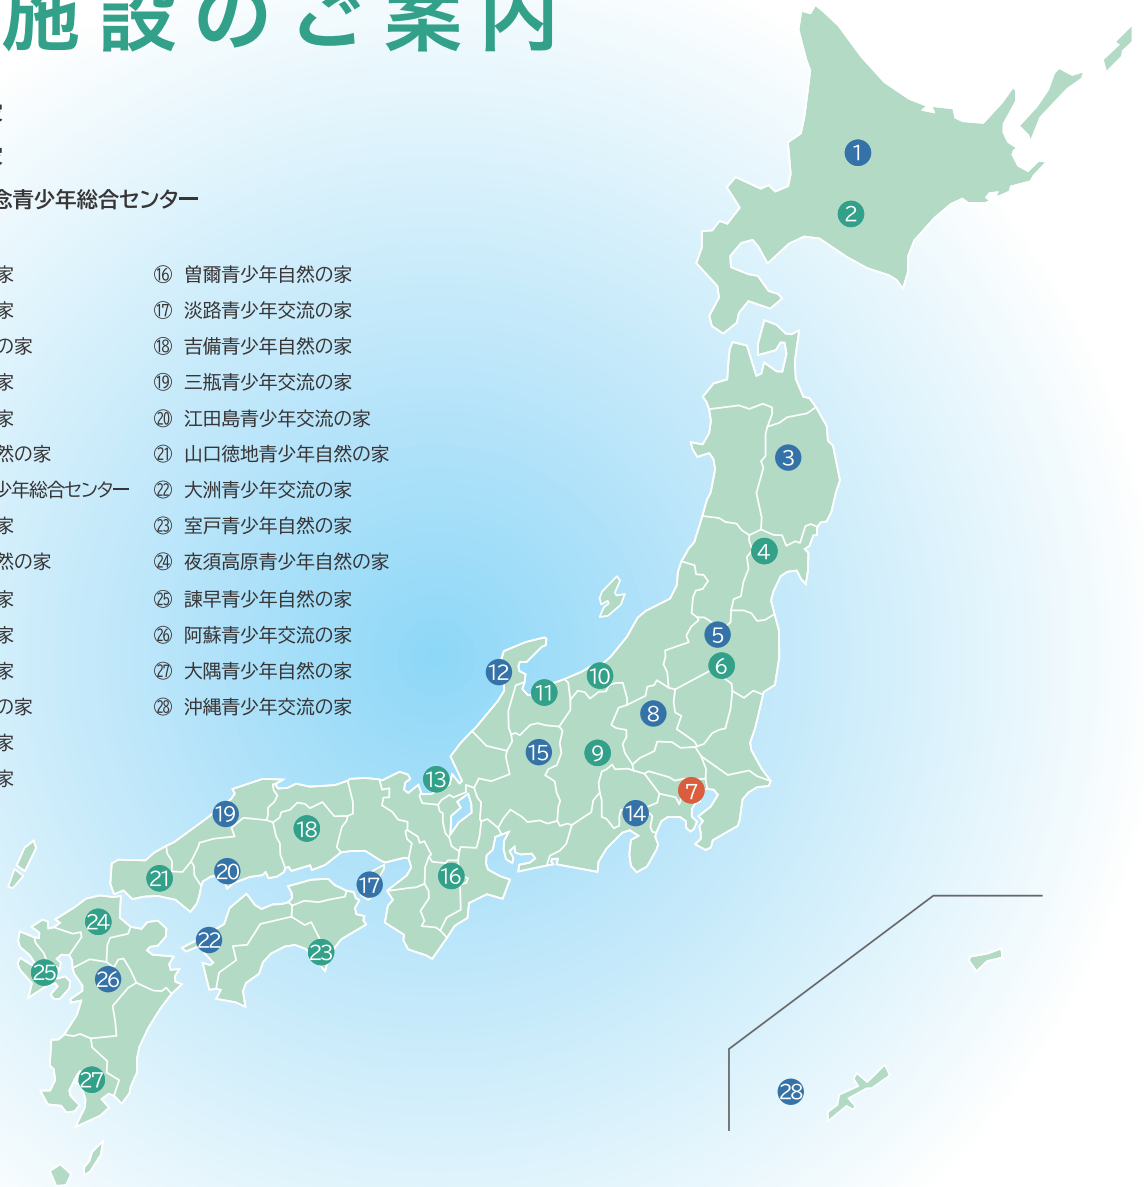 施設のご案内
念青少年総合センター
家
家
の家
家
家
然の家
少年総合センター
家
然の家
家
家
家
の家
家
家
⑯ 曽爾青少年自然の家
⑰ 淡路青少年交流の家
⑱ 吉備青少年自然の家
⑲ 三瓶青少年交流の家
⑳ 江田島青少年交流の家
㉑ 山口徳地青少年自然の家
㉒ 大洲青少年交流の家
㉓ 室戸青少年自然の家
㉔ 夜須高原青少年自然の家
㉕ 諫早青少年自然の家
㉖ 阿蘇青少年交流の家
㉗ 大隅青少年自然の家
㉘ 沖縄青少年交流の家
1
2
3
4
5
6
12
10
11
8
15
9
13
7
19
14
18
20
16
21
17
24
22
23
25
26
27
28